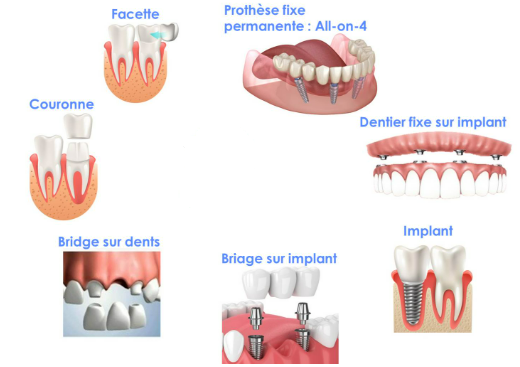 Facette
Prothèse fixe
permanente : All-on-4
Couronne
Dentier fixe sur implant
Bridge sur dents
Briage sur implant
Implant